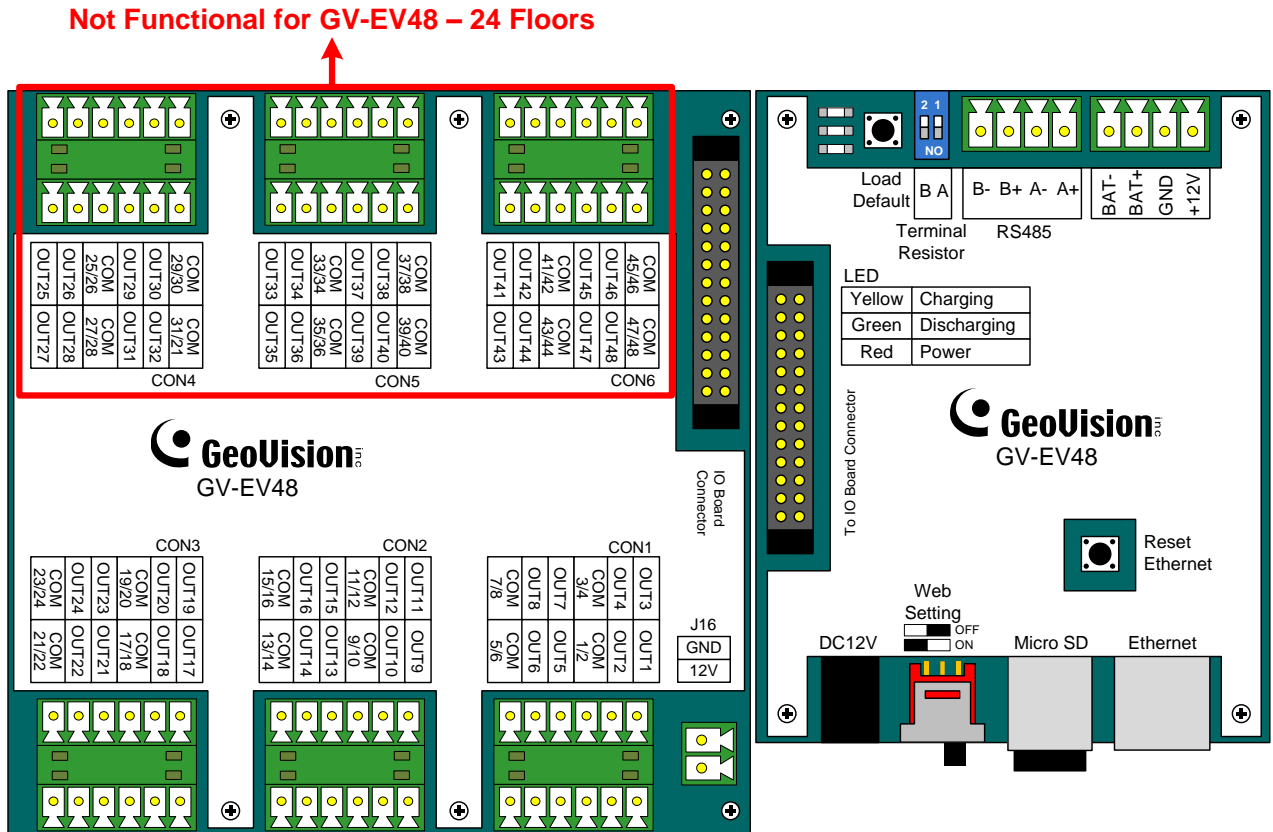 Not Functional for GV-EV48 – 24 Floors
OUT25 OUT26 COM 25/26 OUT29 OUT30 COM 29/30
OUT27 OUT28 COM 27/28 OUT31 OUT32 COM 31/21
CON4
OUT33 OUT34 COM 33/34 OUT37 OUT38 COM 37/38
OUT35 OUT36 COM 35/36 OUT39 OUT40 COM 39/40
CON5
OUT41 OUT42 COM 41/42 OUT45 OUT46 COM 45/46
OUT43 OUT44 COM 43/44 OUT47 OUT48 COM 47/48
CON6
GeoVision inc
GV-EV48
IO Board
Connector
CON3
COM 23/24 OUT24 OUT23 COM 19/20 OUT20 OUT19
COM 21/22 OUT22 OUT21 COM 17/18 OUT18 OUT17
CON2
COM 15/16 OUT16 OUT15 COM 11/12 OUT12 OUT11
COM 13/14 OUT14 OUT13 COM 9/10 OUT10 OUT9
CON1
COM 7/8 OUT8 OUT7 COM 3/4 OUT4 OUT3
COM 5/6 OUT6 OUT5 COM 1/2 OUT2 OUT1
J16
GND
12V
2 1
NO
Load
Default
B A
Terminal
Resistor
B- B+ A- A+
RS485
BAT- BAT+ GND +12V
LED
Yellow Charging
Green Discharging
Red Power
To IO Board Connector
GeoVision inc
GV-EV48
Reset
Ethernet
Web
Setting
OFF
ON
DC12V
Micro SD
Ethernet